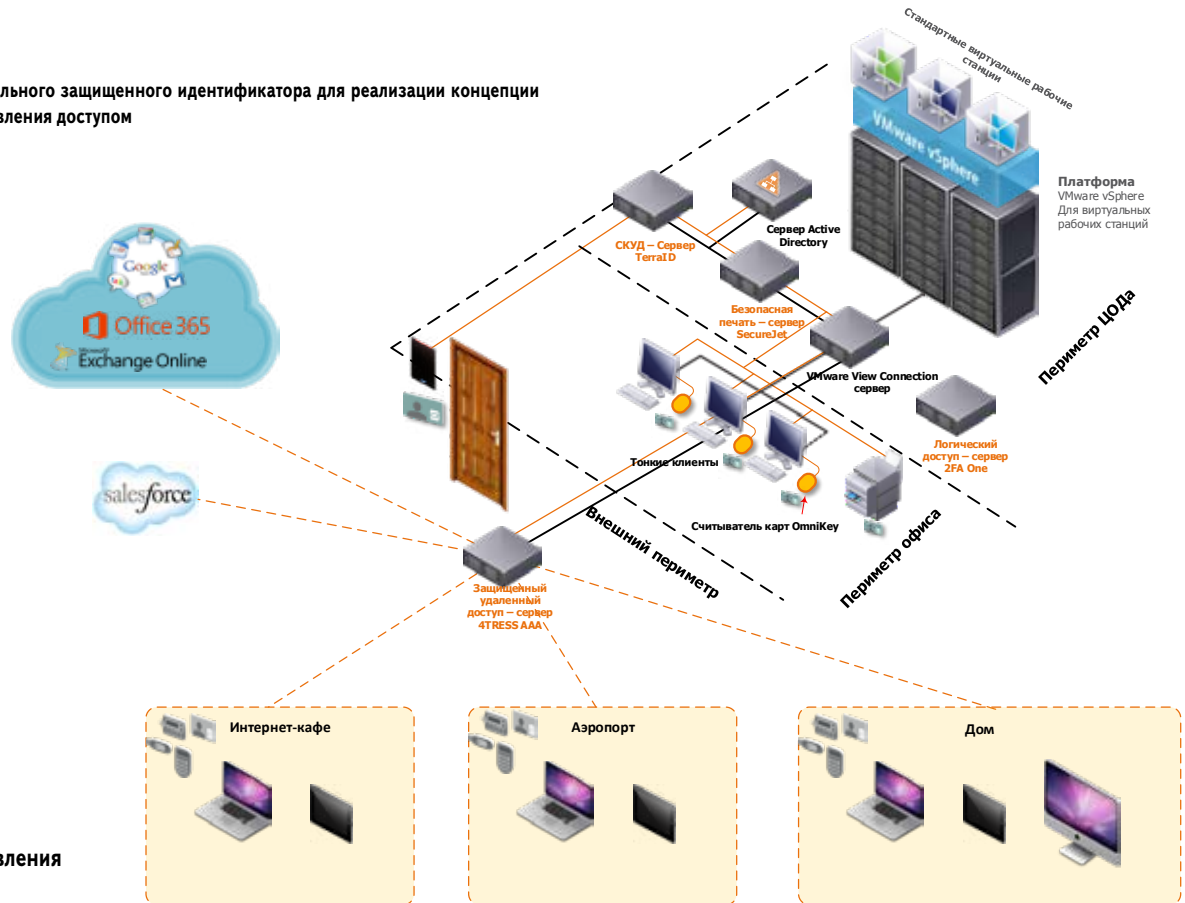 льного защищенного идентификатора для реализации концепции
вления доступом
Стандартные виртуальные рабочие
станции
VMware vSphere
Платформа
VMware vSphere
Для виртуальных
рабочих станций
Сервер Active
Directory
СКУД – Сервер
TerraID
Безопасная
печать – сервер
SecureJet
VMware View Connection
сервер
Периметр ЦОДа
Google
Office 365
Microsoft
Exchange Online
Тонкие клиенты
Логический
доступ – сервер
2FA One
Считыватель карт OmniKey
salesforce
Внешний периметр
Периметр офиса
Защищенный
удаленный
доступ – сервер
4TRESS AAA
Интернет-кафе
Аэропорт
Дом
вления